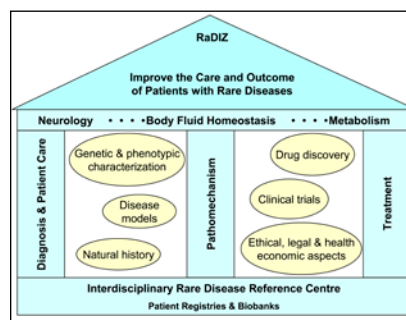 RaDIZ
Improve the Care and Outcome
of Patients with Rare Diseases
Neurology • • • •Body Fluid Homeostasis • • • •Metabolism
Diagnosis & Patient Care
Genetic & phenotypic
characterization
Disease
models
Natural history
Pathomechanism
Drug discovery
Clinical trials
Ethical, legal & health
economic aspects
Treatment
Interdisciplinary Rare Disease Reference Centre
Patient Registries & Biobanks